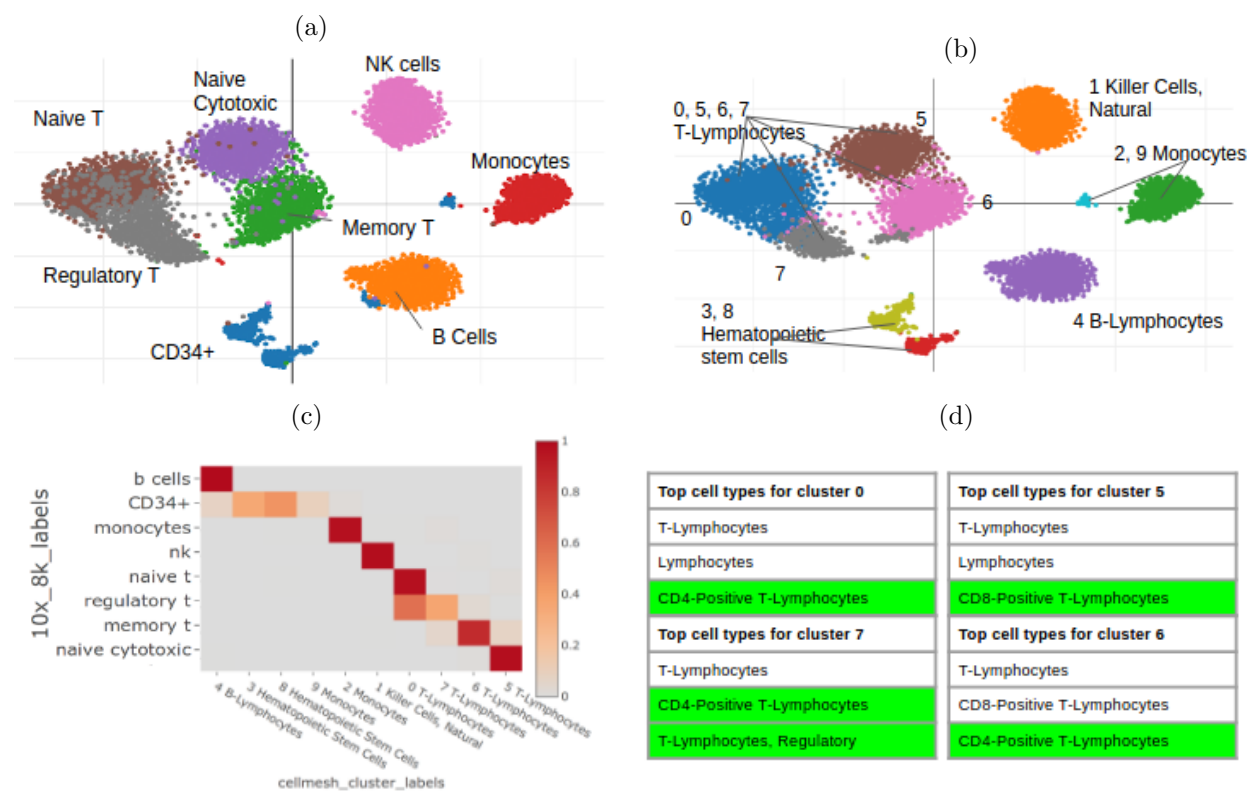 (a)
NK cells
Naive
Cytotoxic
Naive T
Monocytes
Memory T
Regulatory T
B Cells
CD34+
(b)
1 Killer Cells,
Natural
0, 5, 6, 7
T-Lymphocytes
5
2, 9 Monocytes
0
6
7
3, 8
Hematopoietic
stem cells
4 B-Lymphocytes
(c)
10x_8k_labels
b cells
CD34+
monocytes
nk
naive t
regulatory t
memory t
naive cytotoxic
1
0.8
0.6
0.4
0.2
0
4 B-Lymphocytes
3 Hematopoietic Stem Cells
8 Hematopoietic Stem Cells
9 Monocytes
2 Monocytes
1 Killer Cells, Natural
0 T-Lymphocytes
7 T-Lymphocytes
6 T-Lymphocytes
5 T-Lymphocytes
cellmesh_cluster_labels
(d)
Top cell types for cluster 0
T-Lymphocytes
Lymphocytes
CD4-Positive T-Lymphocytes
Top cell types for cluster 7
T-Lymphocytes
CD4-Positive T-Lymphocytes
T-Lymphocytes, Regulatory
Top cell types for cluster 5
T-Lymphocytes
Lymphocytes
CD8-Positive T-Lymphocytes
Top cell types for cluster 6
T-Lymphocytes
CD8-Positive T-Lymphocytes
CD4-Positive T-Lymphocytes